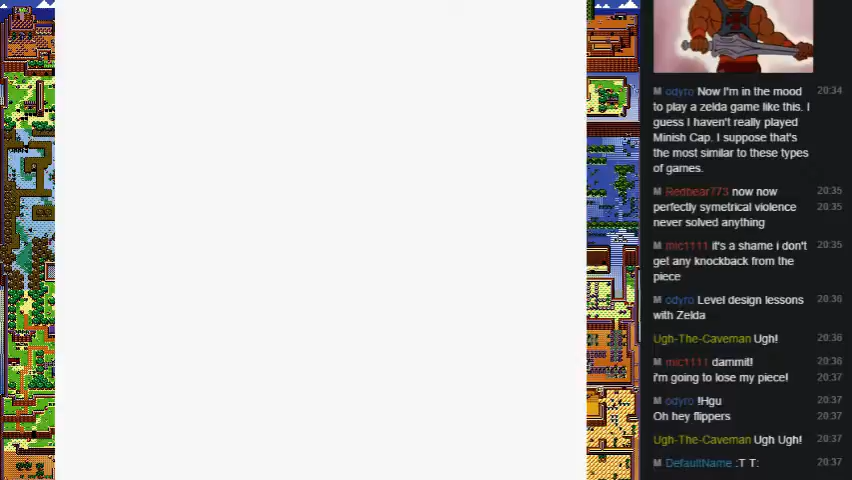 M odyro Now I'm in the mood 20:34
to play a zelda game like this. I
guess I haven't really played
Minish Cap. I suppose that's
the most similar to these types
of games.
M Redbear773 now now 20:35
perfectly symetrical violence 20:35
never solved anything
M mic1111 it's a shame i don't 20:35
get any knockback from the
piece
M odyro Level design lessons 20:36
with Zelda
Ugh-The-Caveman Ugh! 20:36
M mic1111 dammit! 20:36
i'm going to lose my piece! 20:37
M odyro !Hgu 20:37
Oh hey flippers 20:37
Ugh-The-Caveman Ugh Ugh! 20:37
M DefaultName :T T: 20:37